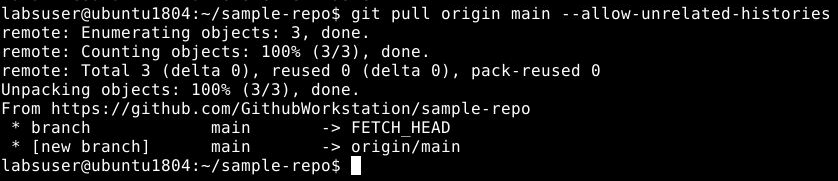 labsuser@ubuntu1804:~/sample-repo$ git pull origin main --allow-unrelated-histories
remote: Enumerating objects: 3, done.
remote: Counting objects: 100% (3/3), done.
remote: Total 3 (delta 0), reused 0 (delta 0), pack-reused 0
Unpacking objects: 100% (3/3), done.
From https://github.com/GithubWorkstation/sample-repo
 * branch            main       -> FETCH_HEAD
 * [new branch]      main       -> origin/main
labsuser@ubuntu1804:~/sample-repo$